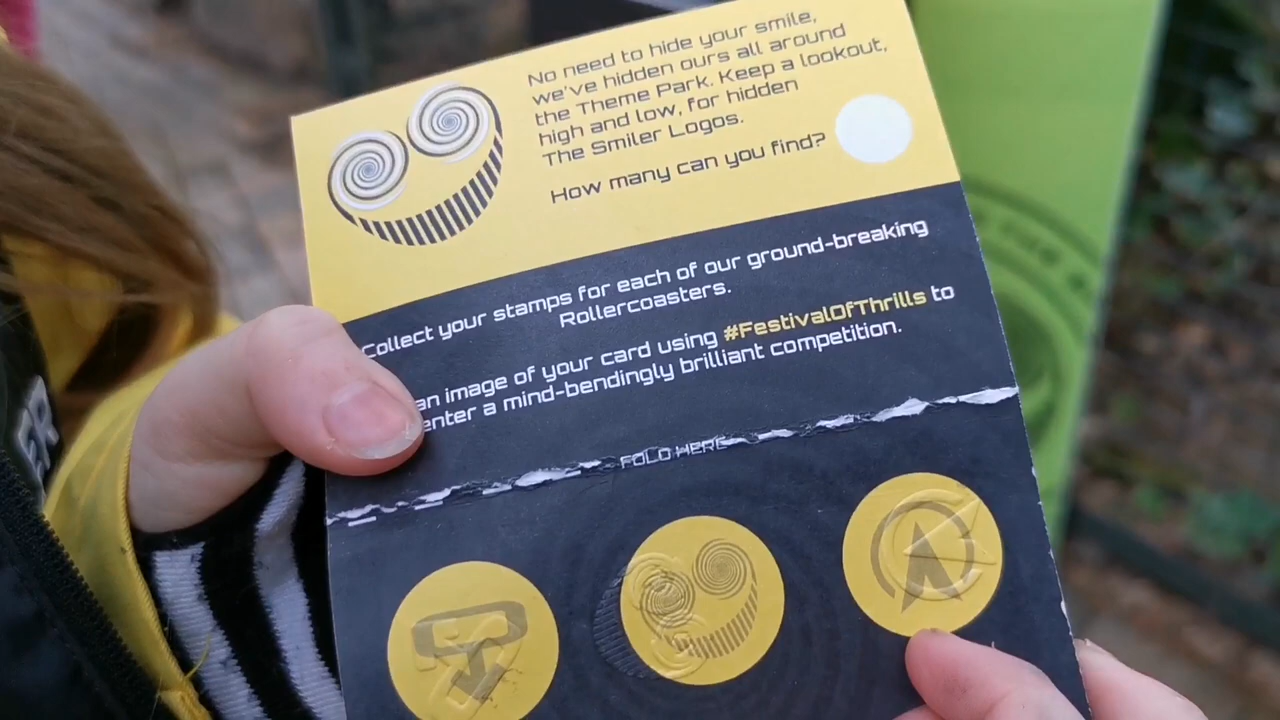 No need to hide your smile,
we've hidden ours all around
the Theme Park. Keep a lookout,
high and low, for hidden
The Smiler Logos.
How many can you find?
Collect your stamps for each of our ground-breaking
Rollercoasters.
an image of your card using #FestivalOfThrills to
enter a mind-bendingly brilliant competition.
FOLD HERE
ER